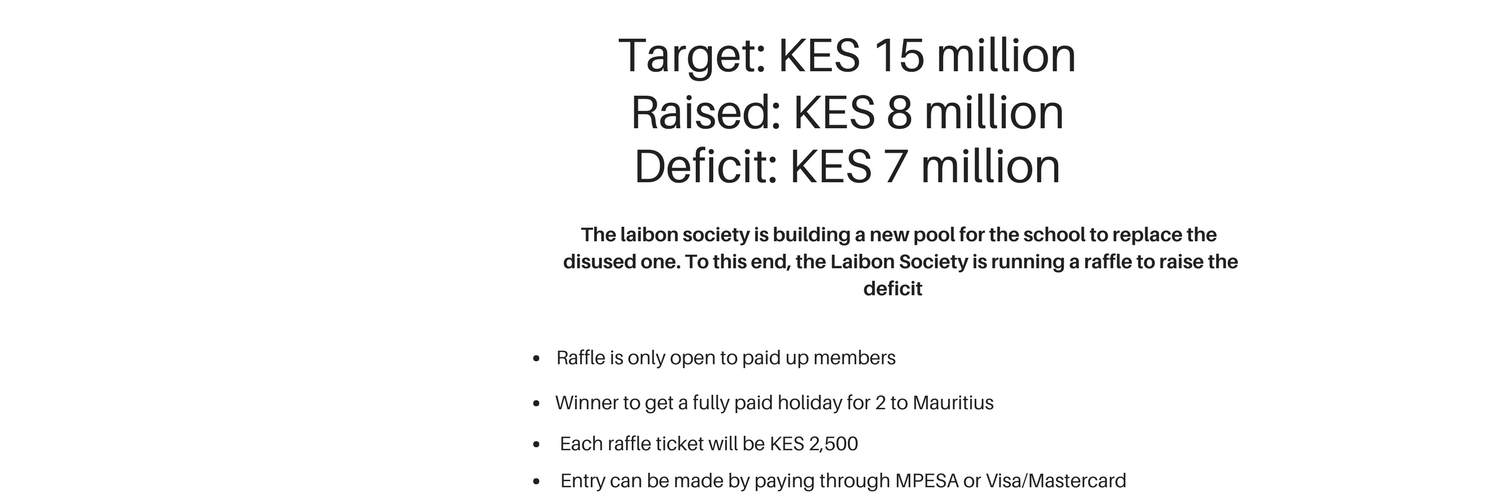 Target: KES 15 million
Raised: KES 8 million
Deficit: KES 7 million
The laibon society is building a new pool for the school to replace the
disused one. To this end, the Laibon Society is running a raffle to raise the
deficit
• Raffle is only open to paid up members
• Winner to get a fully paid holiday for 2 to Mauritius
• Each raffle ticket will be KES 2,500
• Entry can be made by paying through MPESA or Visa/Mastercard